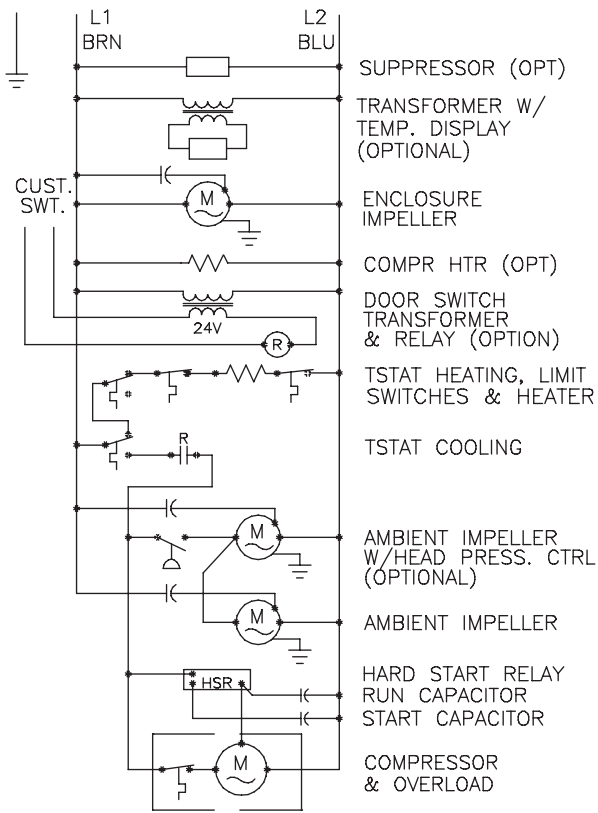 L1 L2
BRN BLU
SUPPRESSOR (OPT)
TRANSFORMER W/
TEMP. DISPLAY
(OPTIONAL)
CUST.
SWT.
M
ENCLOSURE
IMPELLER
COMPR HTR (OPT)
24V
R
DOOR SWITCH
TRANSFORMER
& RELAY (OPTION)
TSTAT HEATING, LIMIT
SWITCHES & HEATER
R
TSTAT COOLING
M
AMBIENT IMPELLER
W/HEAD PRESS. CTRL
(OPTIONAL)
M
AMBIENT IMPELLER
HSR
HARD START RELAY
RUN CAPACITOR
START CAPACITOR
M
COMPRESSOR
& OVERLOAD